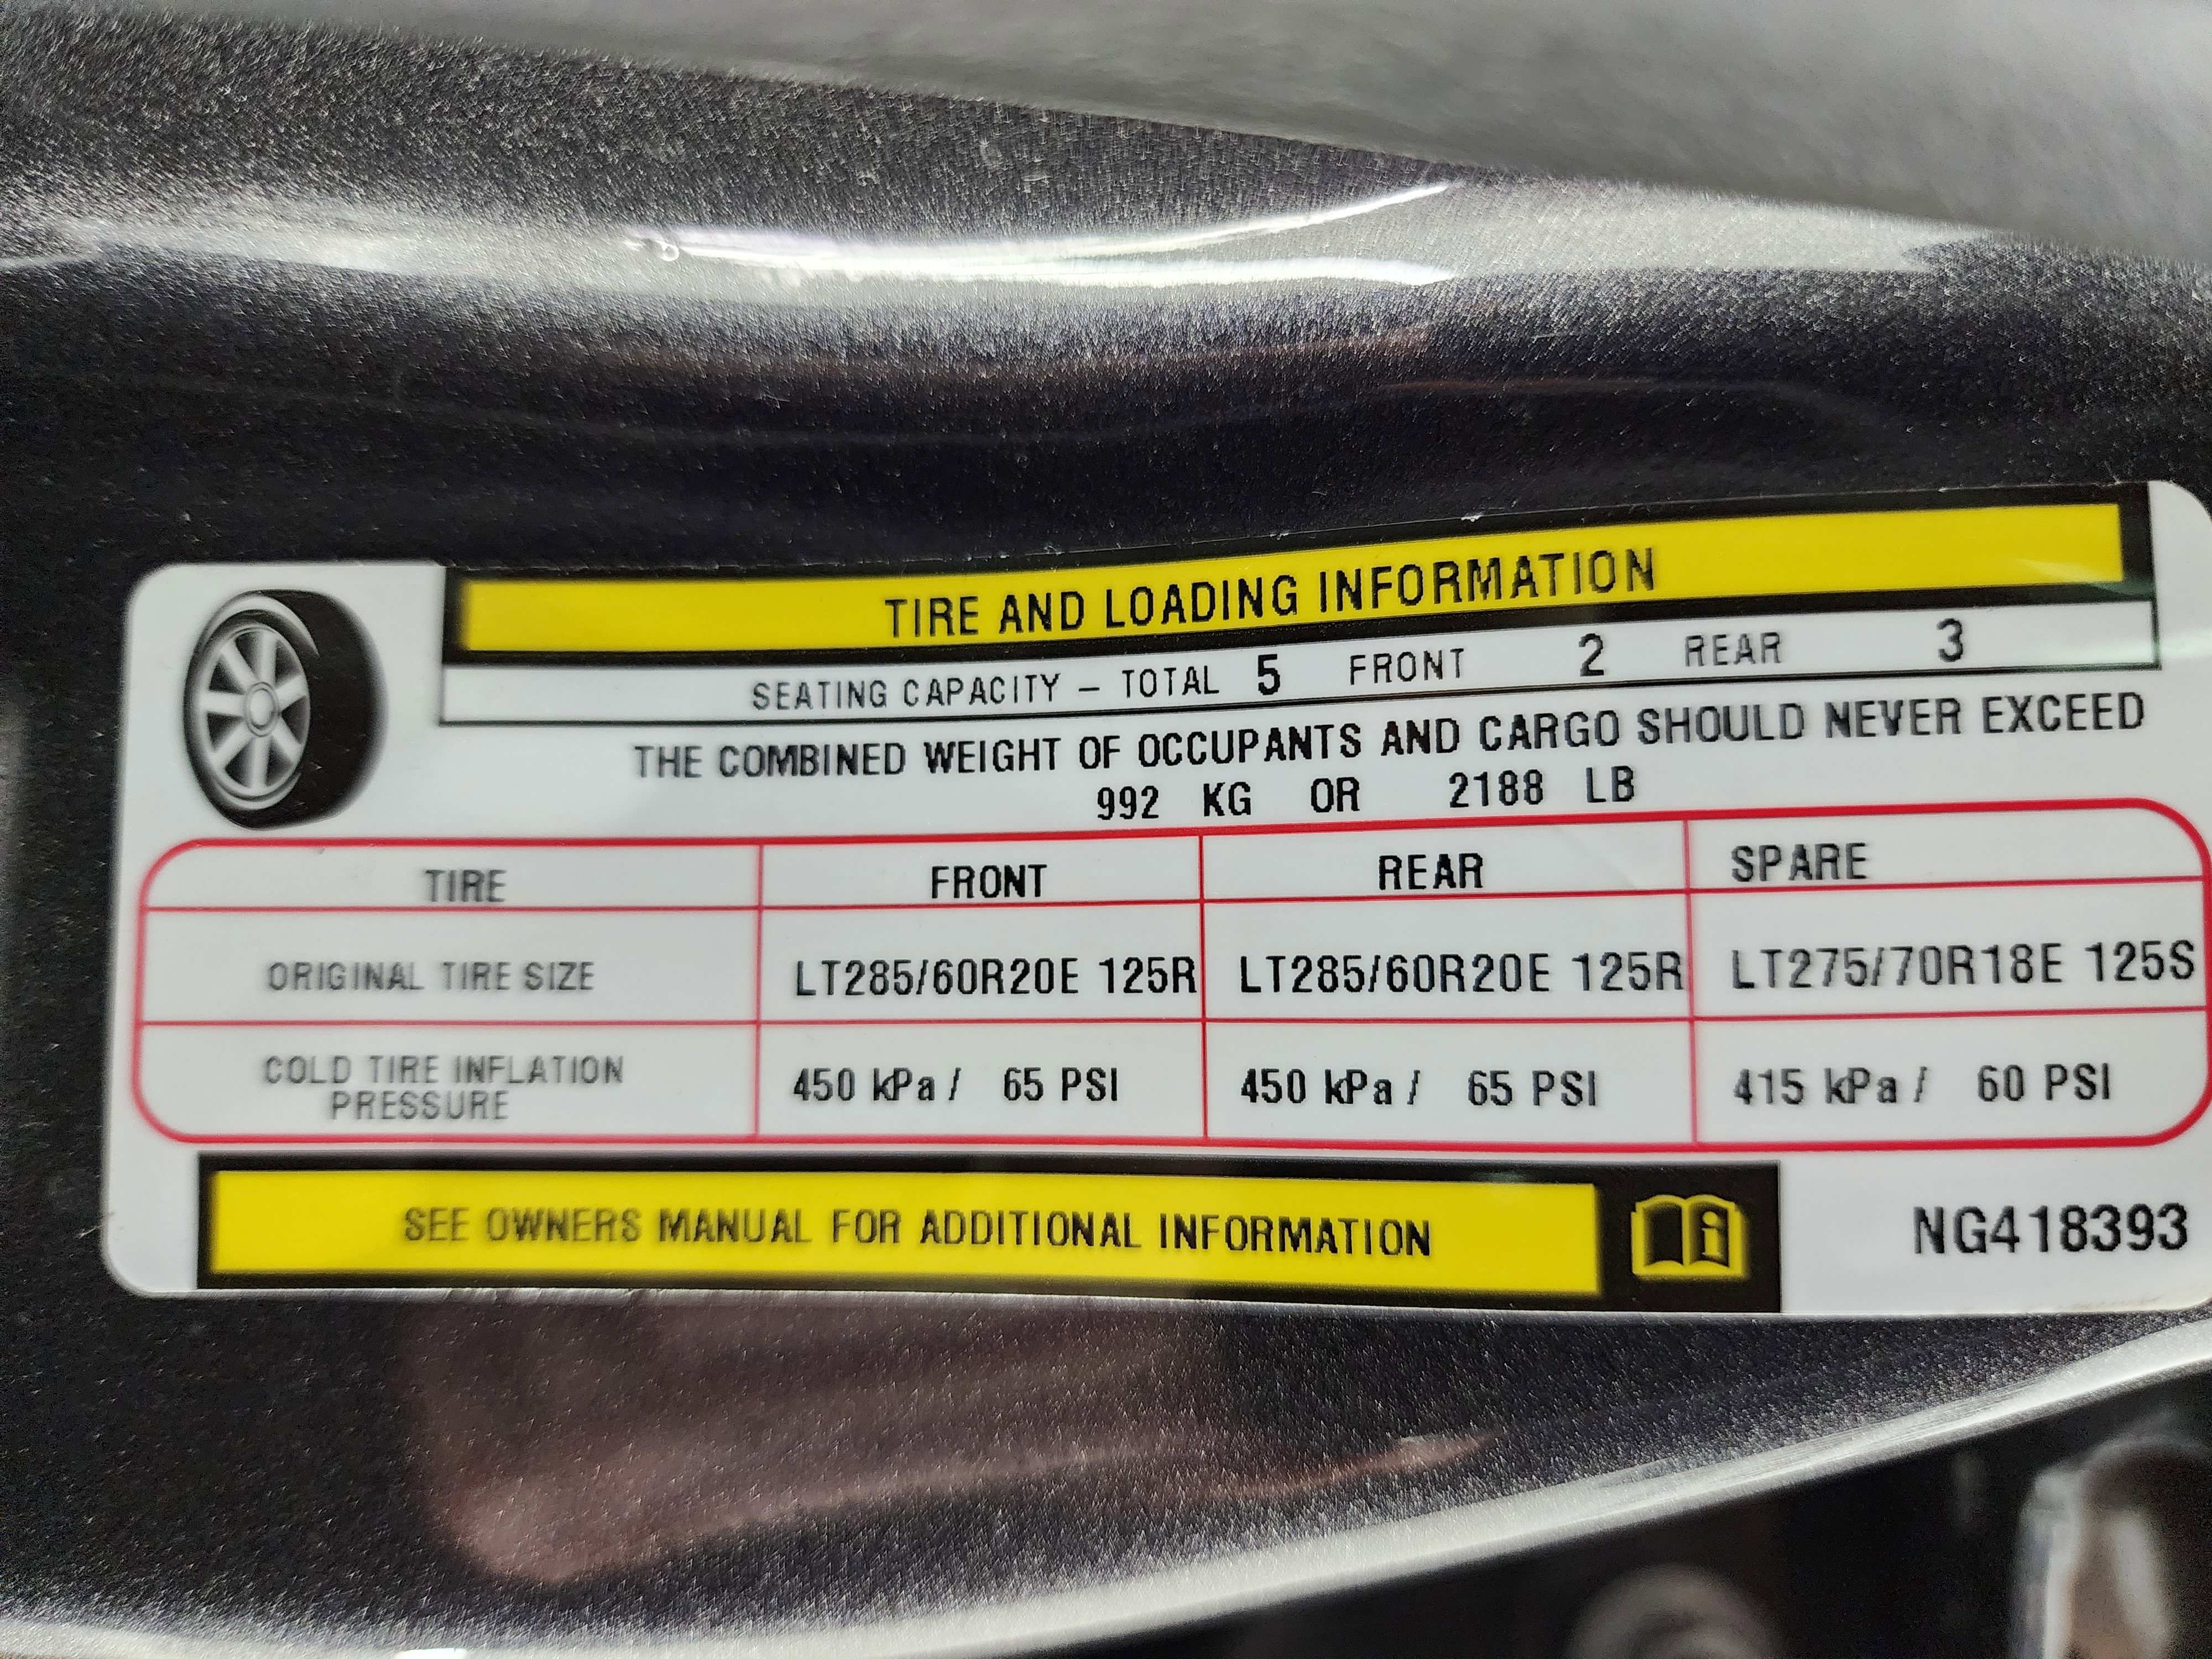 TIRE AND LOADING INFORMATION
SEATING CAPACITY – TOTAL 5 FRONT 2 REAR 3
THE COMBINED WEIGHT OF OCCUPANTS AND CARGO SHOULD NEVER EXCEED
992 KG OR 2188 LB
TIRE FRONT REAR SPARE
ORIGINAL TIRE SIZE LT285/60R20E 125R LT285/60R20E 125R LT275/70R18E 125S
COLD TIRE INFLATION
PRESSURE 450 kPa / 65 PSI 450 kPa / 65 PSI 415 kPa / 60 PSI
SEE OWNERS MANUAL FOR ADDITIONAL INFORMATION
NG418393